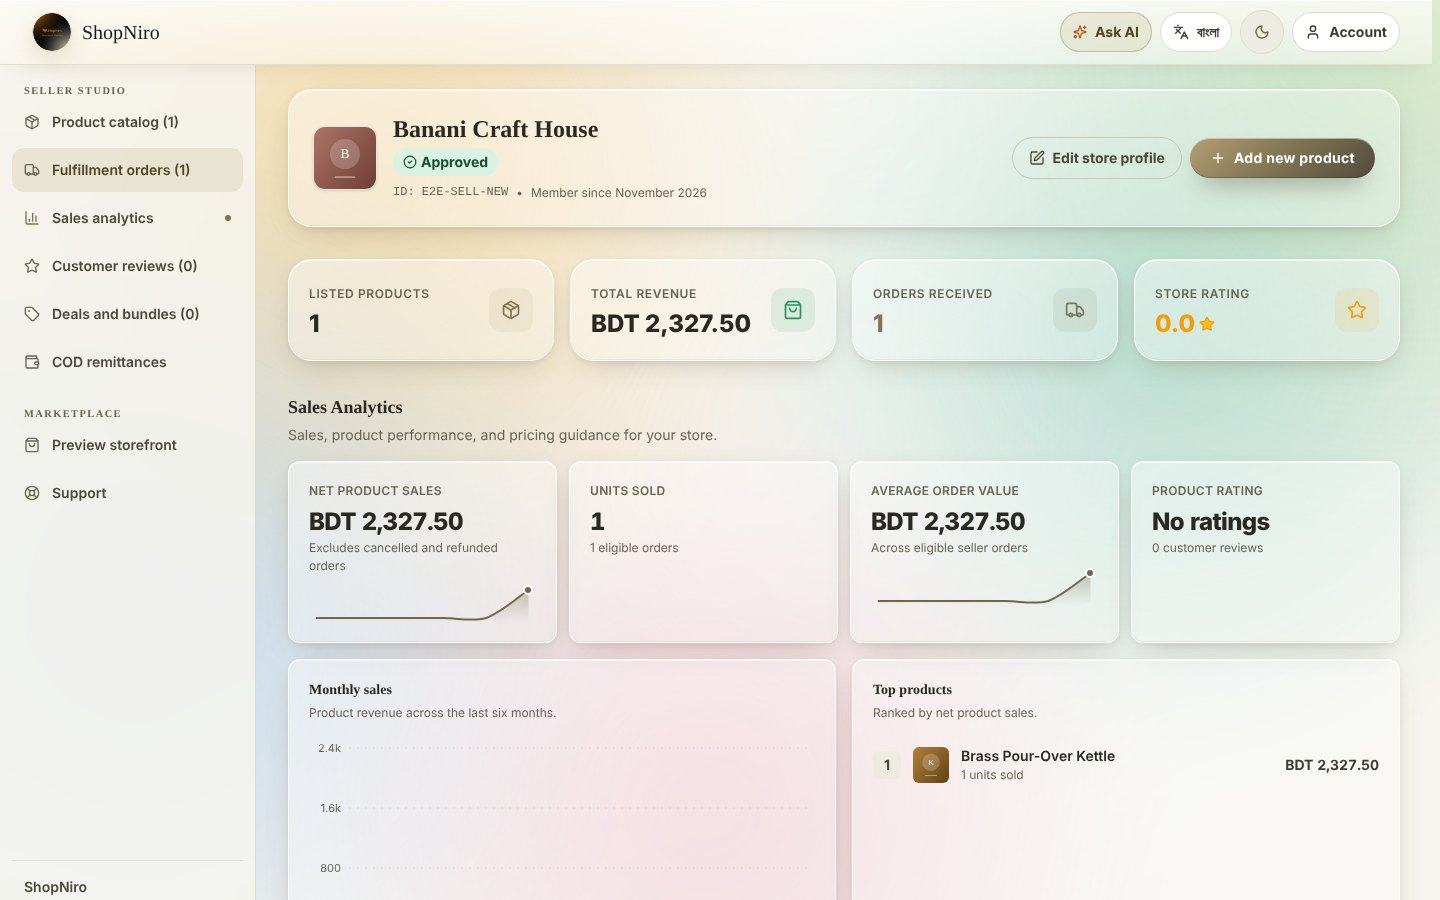 ShopNiro
Ask AI
বাংলা
Account
SELLER STUDIO
Product catalog (1)
Fulfillment orders (1)
Sales analytics
Customer reviews (0)
Deals and bundles (0)
COD remittances
MARKETPLACE
Preview storefront
Support
ShopNiro
B
Banani Craft House
Approved
ID: E2E-SELL-NEW • Member since November 2026
Edit store profile
Add new product
LISTED PRODUCTS
1
TOTAL REVENUE
BDT 2,327.50
ORDERS RECEIVED
1
STORE RATING
0.0
Sales Analytics
Sales, product performance, and pricing guidance for your store.
NET PRODUCT SALES
BDT 2,327.50
Excludes cancelled and refunded
orders
UNITS SOLD
1
1 eligible orders
AVERAGE ORDER VALUE
BDT 2,327.50
Across eligible seller orders
PRODUCT RATING
No ratings
0 customer reviews
Monthly sales
Product revenue across the last six months.
2.4k
1.6k
800
Top products
Ranked by net product sales.
1
K
Brass Pour-Over Kettle
1 units sold
BDT 2,327.50